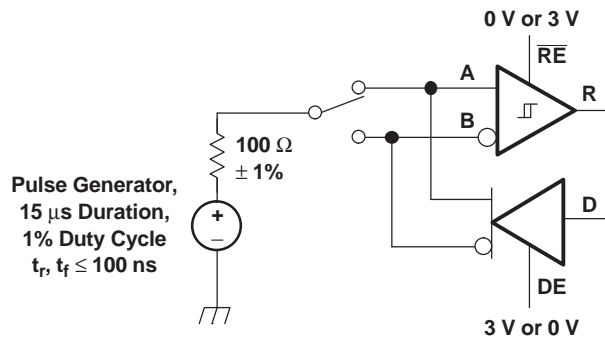 0 V or 3 V
RE
A
R
B
100 Ω
± 1%
Pulse Generator,
15 μs Duration,
1% Duty Cycle
tr, tf ≤ 100 ns
+
–
D
DE
3 V or 0 V